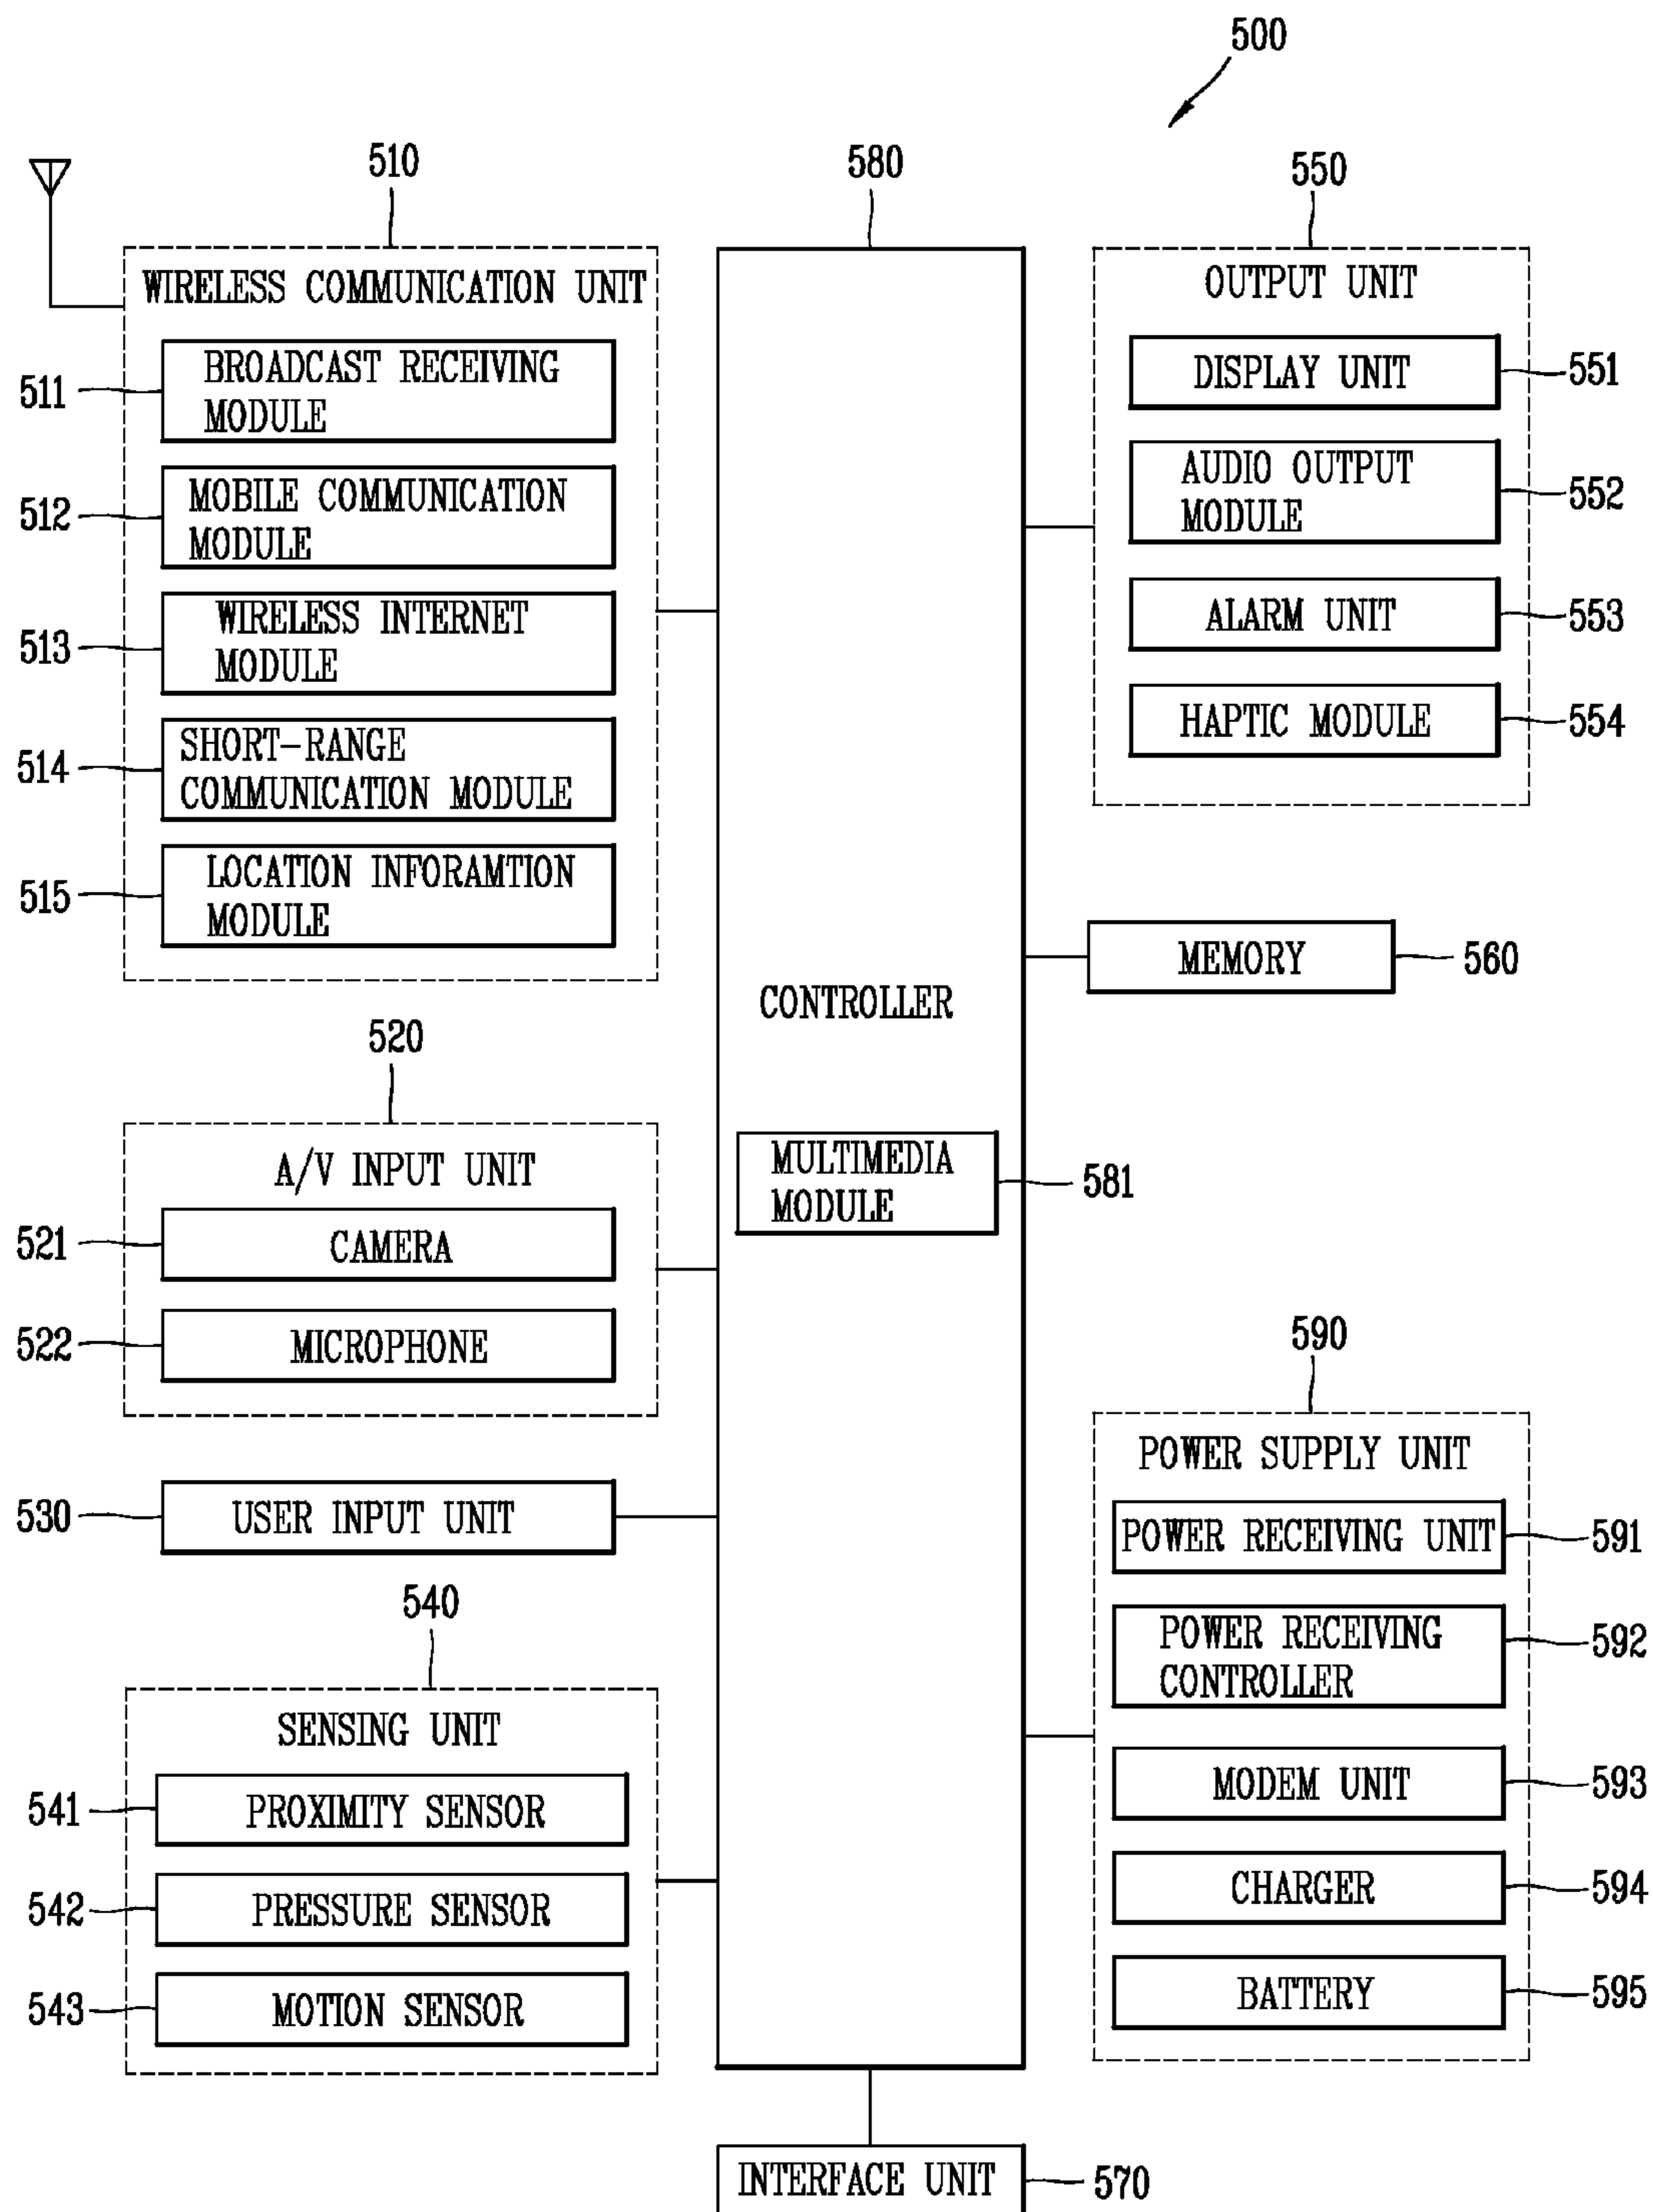 500
510
WIRELESS COMMUNICATION UNIT
511
BROADCAST RECEIVING
MODULE
512
MOBILE COMMUNICATION
MODULE
513
WIRELESS INTERNET
MODULE
514
SHORT-RANGE
COMMUNICATION MODULE
515
LOCATION INFORAMTION
MODULE
520
A/V INPUT UNIT
521
CAMERA
522
MICROPHONE
530
USER INPUT UNIT
540
SENSING UNIT
541
PROXIMITY SENSOR
542
PRESSURE SENSOR
543
MOTION SENSOR
580
CONTROLLER
MULTIMEDIA
MODULE
581
550
OUTPUT UNIT
DISPLAY UNIT
551
AUDIO OUTPUT
MODULE
552
ALARM UNIT
553
HAPTIC MODULE
554
MEMORY
560
590
POWER SUPPLY UNIT
POWER RECEIVING UNIT
591
POWER RECEIVING
CONTROLLER
592
MODEM UNIT
593
CHARGER
594
BATTERY
595
INTERFACE UNIT
570